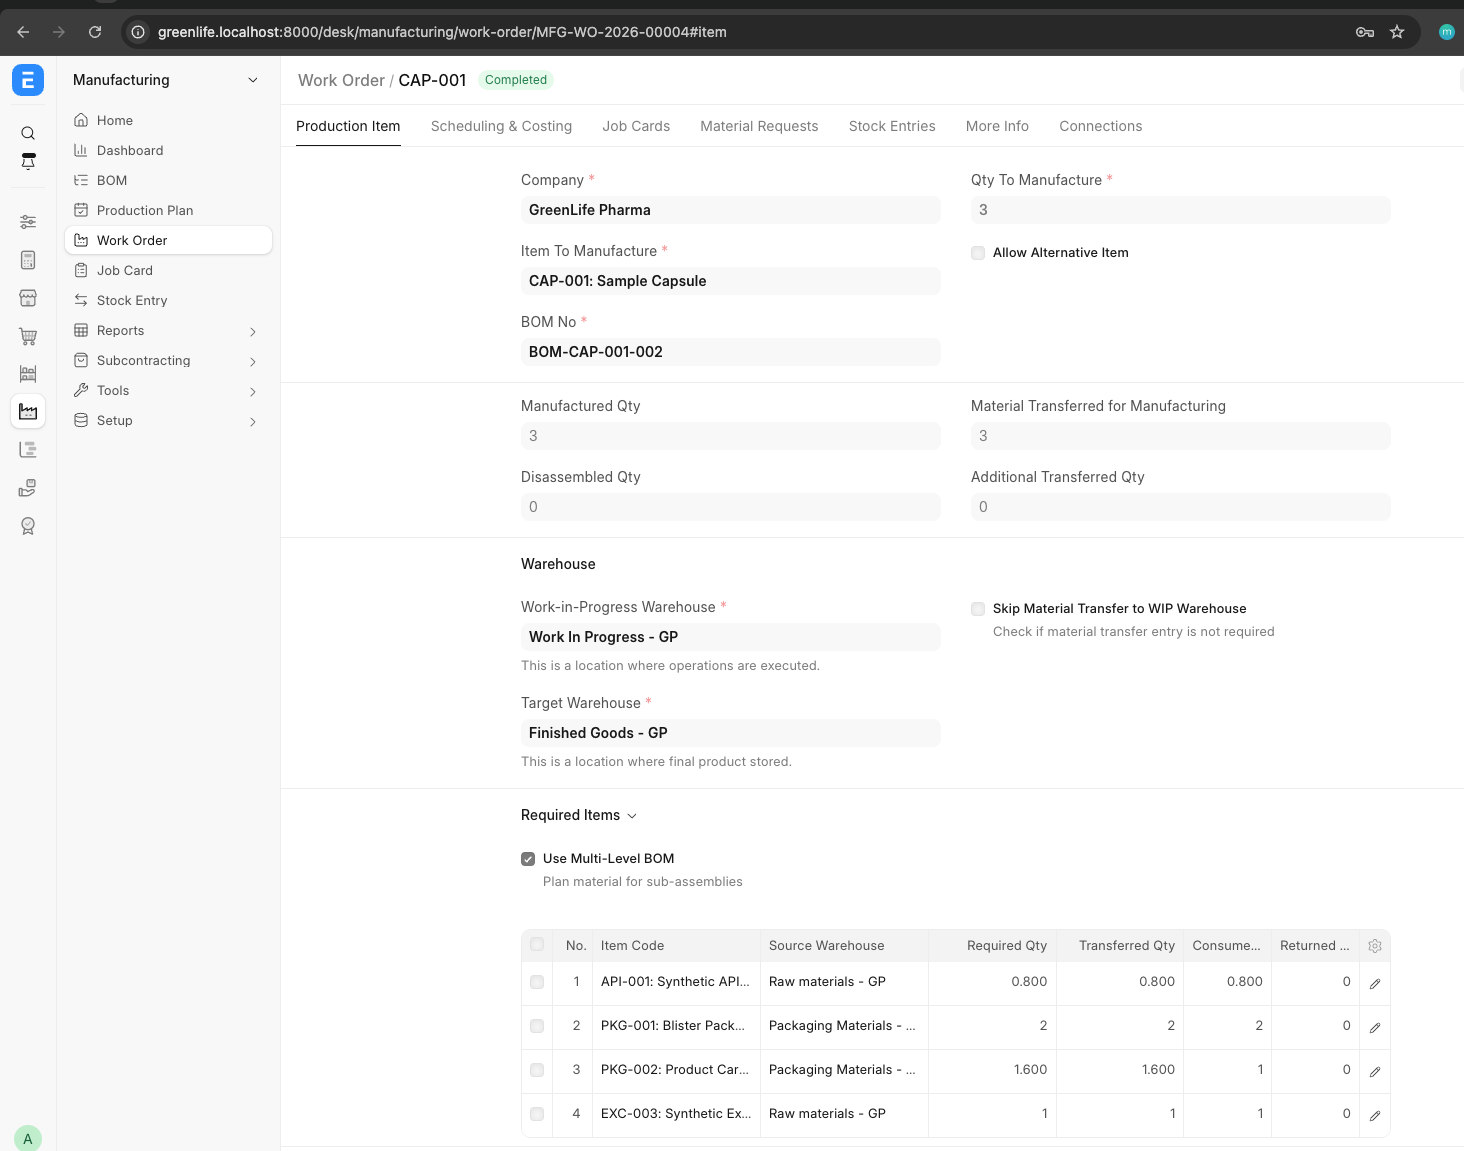 greenlife.localhost:8000/desk/manufacturing/work-order/MFG-WO-2026-00004#item
m
Manufacturing
Home
Dashboard
BOM
Production Plan
Work Order
Job Card
Stock Entry
Reports
Subcontracting
Tools
Setup
A
Work Order / CAP-001 Completed
Production Item Scheduling & Costing Job Cards Material Requests Stock Entries More Info Connections
Company * Qty To Manufacture *
GreenLife Pharma 3
Item To Manufacture * Allow Alternative Item
CAP-001: Sample Capsule
BOM No *
BOM-CAP-001-002
Manufactured Qty Material Transferred for Manufacturing
3 3
Disassembled Qty Additional Transferred Qty
0 0
Warehouse
Work-in-Progress Warehouse * Skip Material Transfer to WIP Warehouse
Work In Progress - GP Check if material transfer entry is not required
This is a location where operations are executed.
Target Warehouse *
Finished Goods - GP
This is a location where final product stored.
Required Items
Use Multi-Level BOM
Plan material for sub-assemblies
No. Item Code Source Warehouse Required Qty Transferred Qty Consume... Returned ...
1 API-001: Synthetic API... Raw materials - GP 0.800 0.800 0.800 0
2 PKG-001: Blister Pack... Packaging Materials - ... 2 2 2 0
3 PKG-002: Product Car... Packaging Materials - ... 1.600 1.600 1 0
4 EXC-003: Synthetic Ex... Raw materials - GP 1 1 1 0